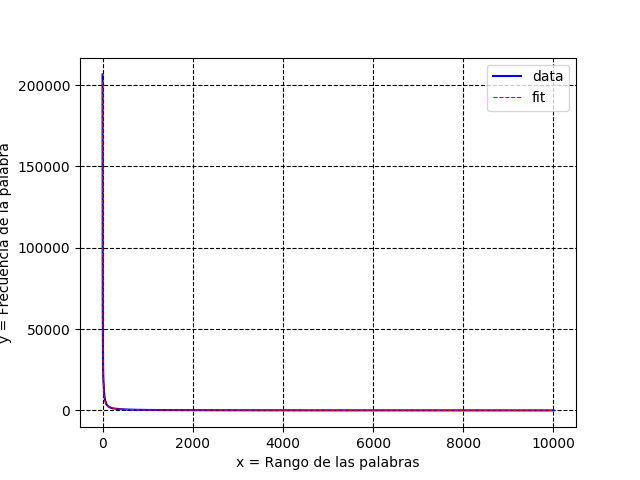 data
fit
200000
150000
100000
50000
0
y = Frecuencia de la palabra
0 2000 4000 6000 8000 10000
x = Rango de las palabras